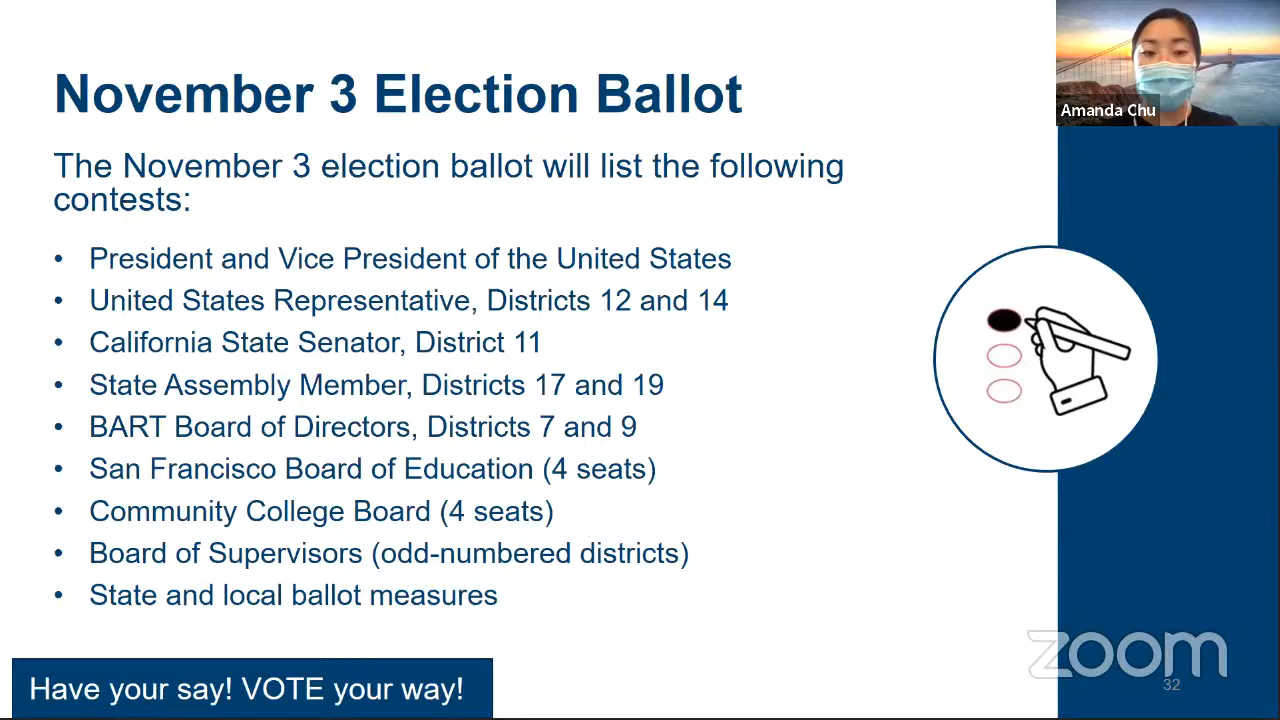 November 3 Election Ballot
Amanda Chu
The November 3 election ballot will list the following
contests:
• President and Vice President of the United States
• United States Representative, Districts 12 and 14
• California State Senator, District 11
• State Assembly Member, Districts 17 and 19
• BART Board of Directors, Districts 7 and 9
• San Francisco Board of Education (4 seats)
• Community College Board (4 seats)
• Board of Supervisors (odd-numbered districts)
• State and local ballot measures
Have your say! VOTE your way!
zoom
32